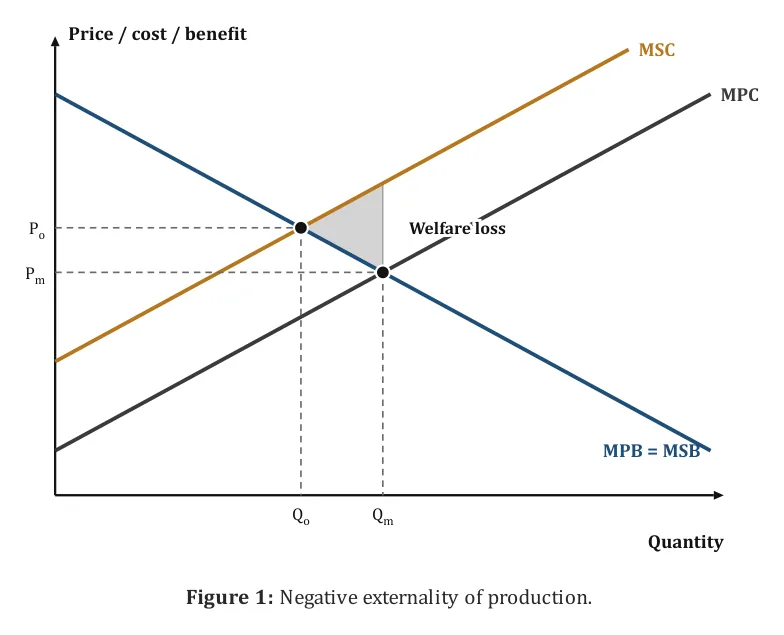 Price / cost / benefit
MSC
MPC
Pₒ
Welfare loss
Pₘ
MPB = MSB
Qₒ
Qₘ
Quantity
Figure 1: Negative externality of production.